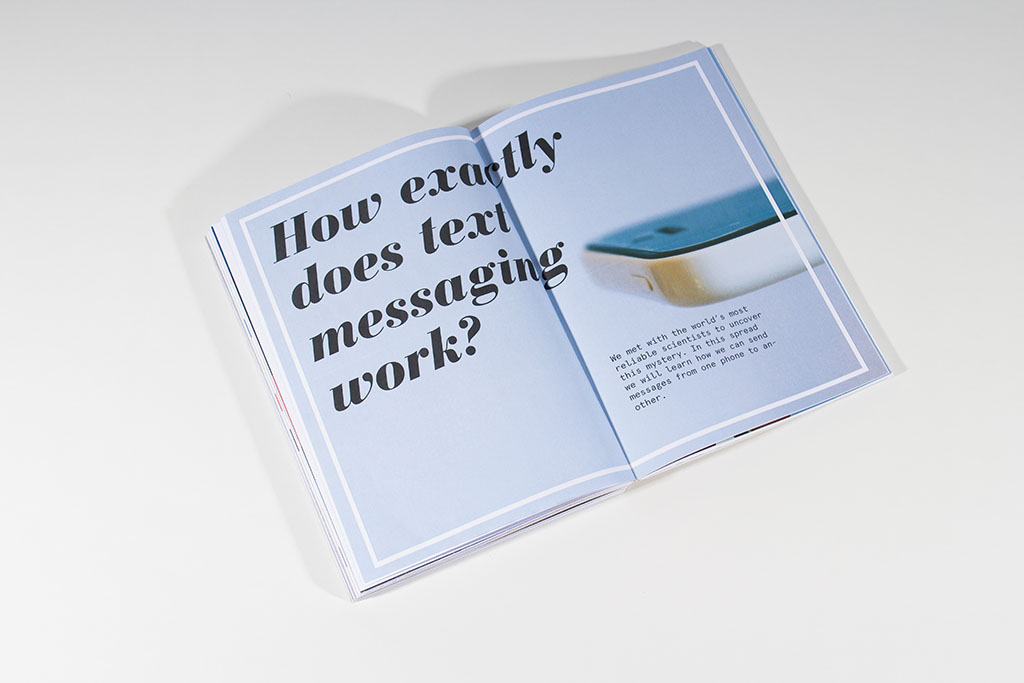 How exactly
does text
messaging
work?
We met with the world's most
reliable scientists to uncover
this mystery. In this spread
we will learn how we can send
messages from one phone to an-
other.